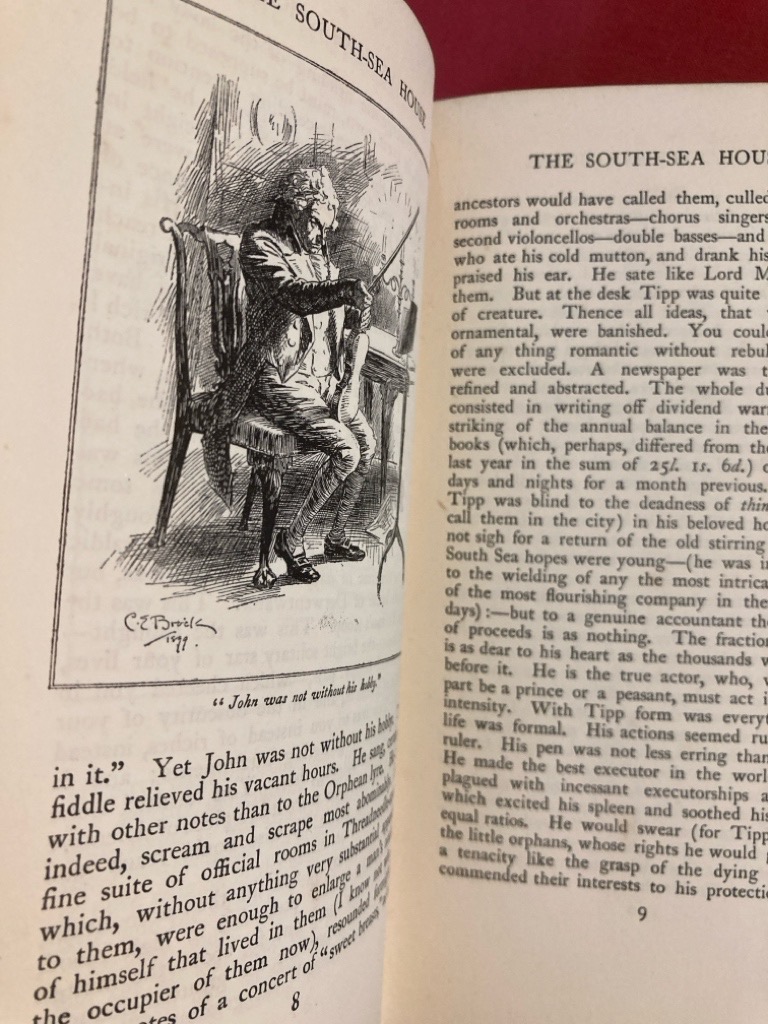 THE SOUTH-SEA HOUSE
C. E. Brock
1899.
"John was not without his hobby."
in it." Yet John was not without his hobby.
fiddle relieved his vacant hours. He sang,
with other notes than to the Orphean lyre.
indeed, scream and scrape most abominably.
fine suite of official rooms in Threadneedle
which, without anything very substantial
to them, were enough to enlarge a man's
of himself that lived in them (I know not
the occupier of them now), resounded
notes of a concert of "sweet breasts,"
8
THE SOUTH-SEA HOUS
ancestors would have called them, culled
rooms and orchestras—chorus singers
second violoncellos—double basses—and
who ate his cold mutton, and drank his
praised his ear. He sate like Lord M
them. But at the desk Tipp was quite
of creature. Thence all ideas, that
ornamental, were banished. You coul
of any thing romantic without rebu
were excluded. A newspaper was t
refined and abstracted. The whole du
consisted in writing off dividend war
striking of the annual balance in the
books (which, perhaps, differed from the
last year in the sum of 25l. 1s. 6d.)
days and nights for a month previous.
Tipp was blind to the deadness of thin
call them in the city) in his beloved ho
not sigh for a return of the old stirring
South Sea hopes were young—(he was in
to the wielding of any the most intrica
of the most flourishing company in the
days):—but to a genuine accountant the
of proceeds is as nothing. The fraction
is as dear to his heart as the thousands
before it. He is the true actor, who,
part be a prince or a peasant, must act i
intensity. With Tipp form was everyt
life was formal. His actions seemed ru
ruler. His pen was not less erring than
He made the best executor in the world
plagued with incessant executorships a
which excited his spleen and soothed his
equal ratios. He would swear (for Tipp
the little orphans, whose rights he would
a tenacity like the grasp of the dying
commended their interests to his protectio
9